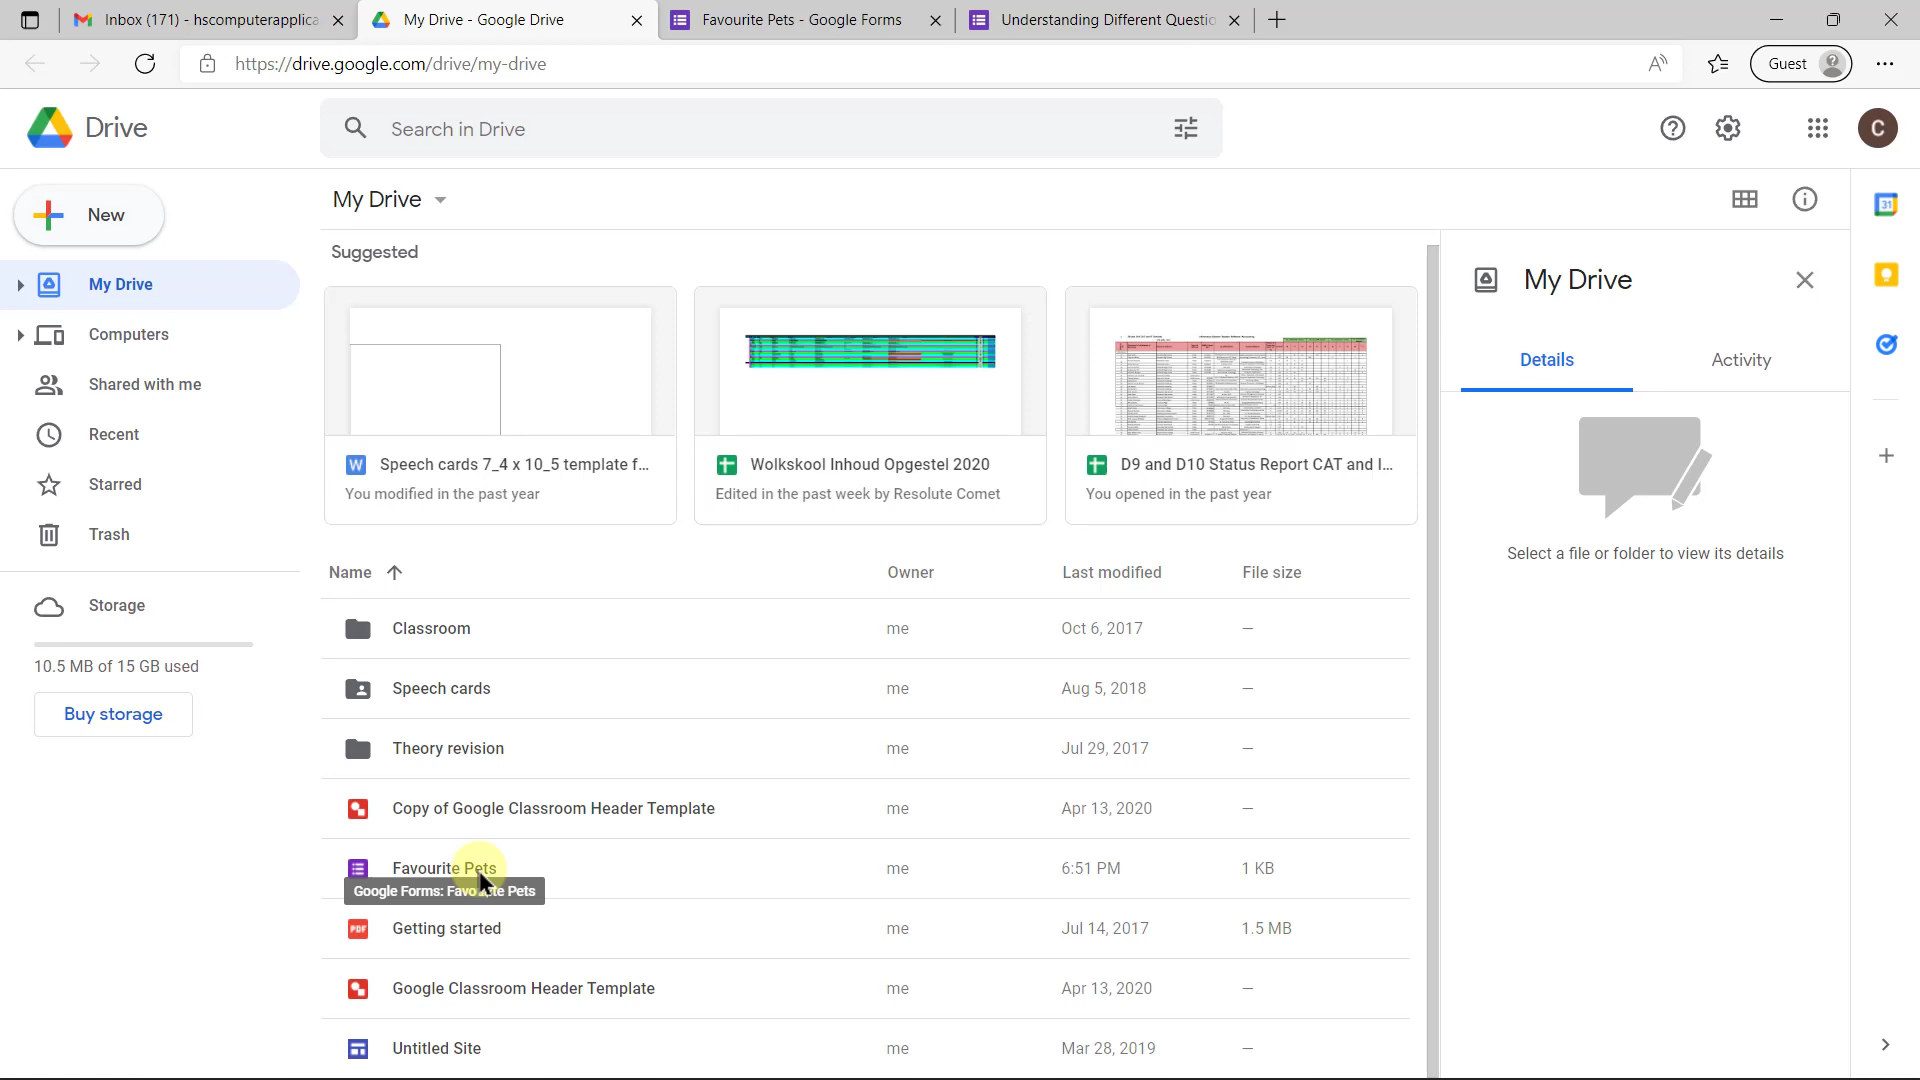 Inbox (171) - hscomputerapplica
My Drive - Google Drive
Favourite Pets - Google Forms
Understanding Different Questio
https://drive.google.com/drive/my-drive
Guest
Drive
Search in Drive
C
New
My Drive
31
Suggested
My Drive
My Drive
Computers
Details
Activity
Shared with me
Recent
W Speech cards 7_4 x 10_5 template f...
Wolkskool Inhoud Opgestel 2020
D9 and D10 Status Report CAT and I...
Starred
You modified in the past year
Edited in the past week by Resolute Comet
You opened in the past year
Trash
Select a file or folder to view its details
Name
Owner
Last modified
File size
Storage
Classroom
me
Oct 6, 2017
—
10.5 MB of 15 GB used
Speech cards
me
Aug 5, 2018
—
Buy storage
Theory revision
me
Jul 29, 2017
—
Copy of Google Classroom Header Template
me
Apr 13, 2020
—
Favourite Pets
me
6:51 PM
1 KB
Google Forms: Favo te Pets
PDF Getting started
me
Jul 14, 2017
1.5 MB
Google Classroom Header Template
me
Apr 13, 2020
—
Untitled Site
me
Mar 28, 2019
—